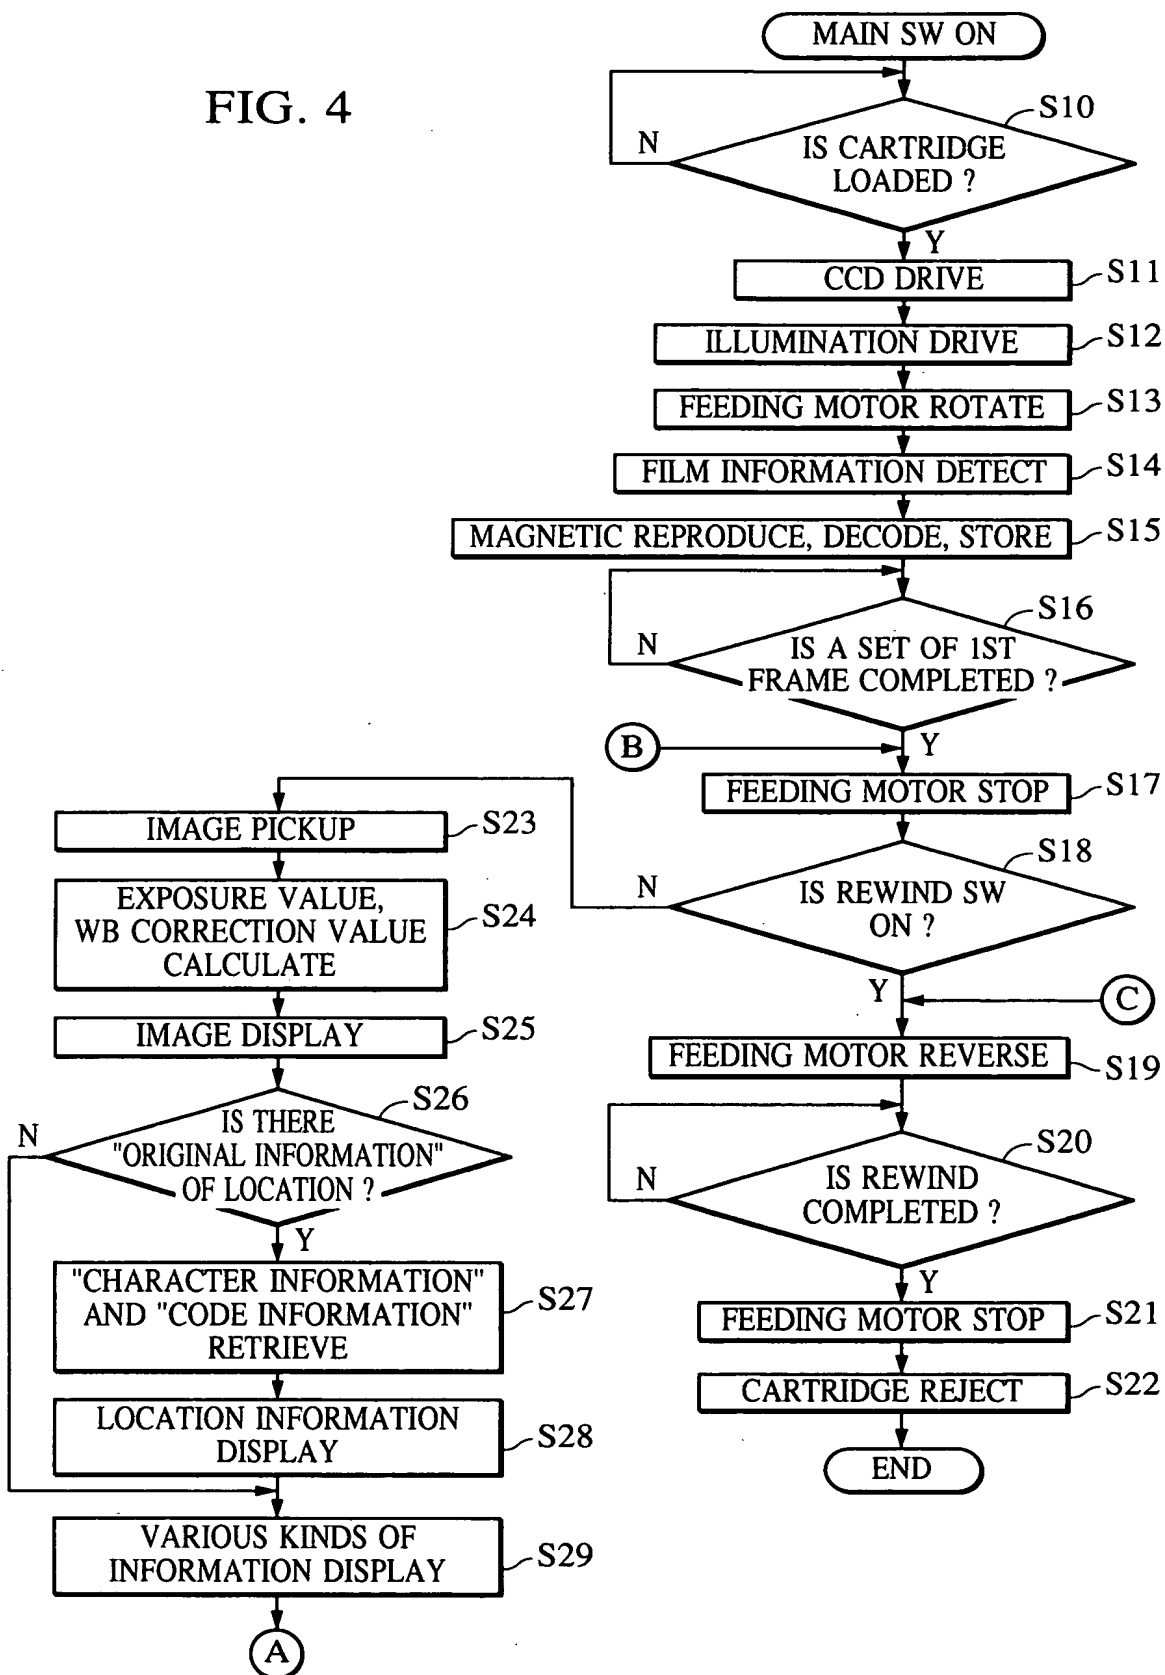 FIG. 4
MAIN SW ON
S10
IS CARTRIDGE
LOADED ?
N
Y
CCD DRIVE
S11
ILLUMINATION DRIVE
S12
FEEDING MOTOR ROTATE
S13
FILM INFORMATION DETECT
S14
MAGNETIC REPRODUCE, DECODE, STORE
S15
S16
IS A SET OF 1ST
FRAME COMPLETED ?
N
Y
B
FEEDING MOTOR STOP
S17
S18
IS REWIND SW
ON ?
N
Y
C
FEEDING MOTOR REVERSE
S19
S20
IS REWIND
COMPLETED ?
N
Y
FEEDING MOTOR STOP
S21
CARTRIDGE REJECT
S22
END
IMAGE PICKUP
S23
EXPOSURE VALUE,
WB CORRECTION VALUE
CALCULATE
S24
IMAGE DISPLAY
S25
S26
IS THERE
"ORIGINAL INFORMATION"
OF LOCATION ?
N
Y
"CHARACTER INFORMATION"
AND "CODE INFORMATION"
RETRIEVE
S27
LOCATION INFORMATION
DISPLAY
S28
VARIOUS KINDS OF
INFORMATION DISPLAY
S29
A